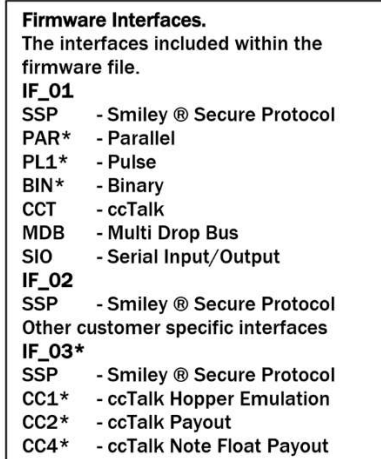 Firmware Interfaces.
The interfaces included within the
firmware file.
IF_01
SSP - Smiley ® Secure Protocol
PAR* - Parallel
PL1* - Pulse
BIN* - Binary
CCT - ccTalk
MDB - Multi Drop Bus
SIO - Serial Input/Output
IF_02
SSP - Smiley ® Secure Protocol
Other customer specific interfaces
IF_03*
SSP - Smiley ® Secure Protocol
CC1* - ccTalk Hopper Emulation
CC2* - ccTalk Payout
CC4* - ccTalk Note Float Payout